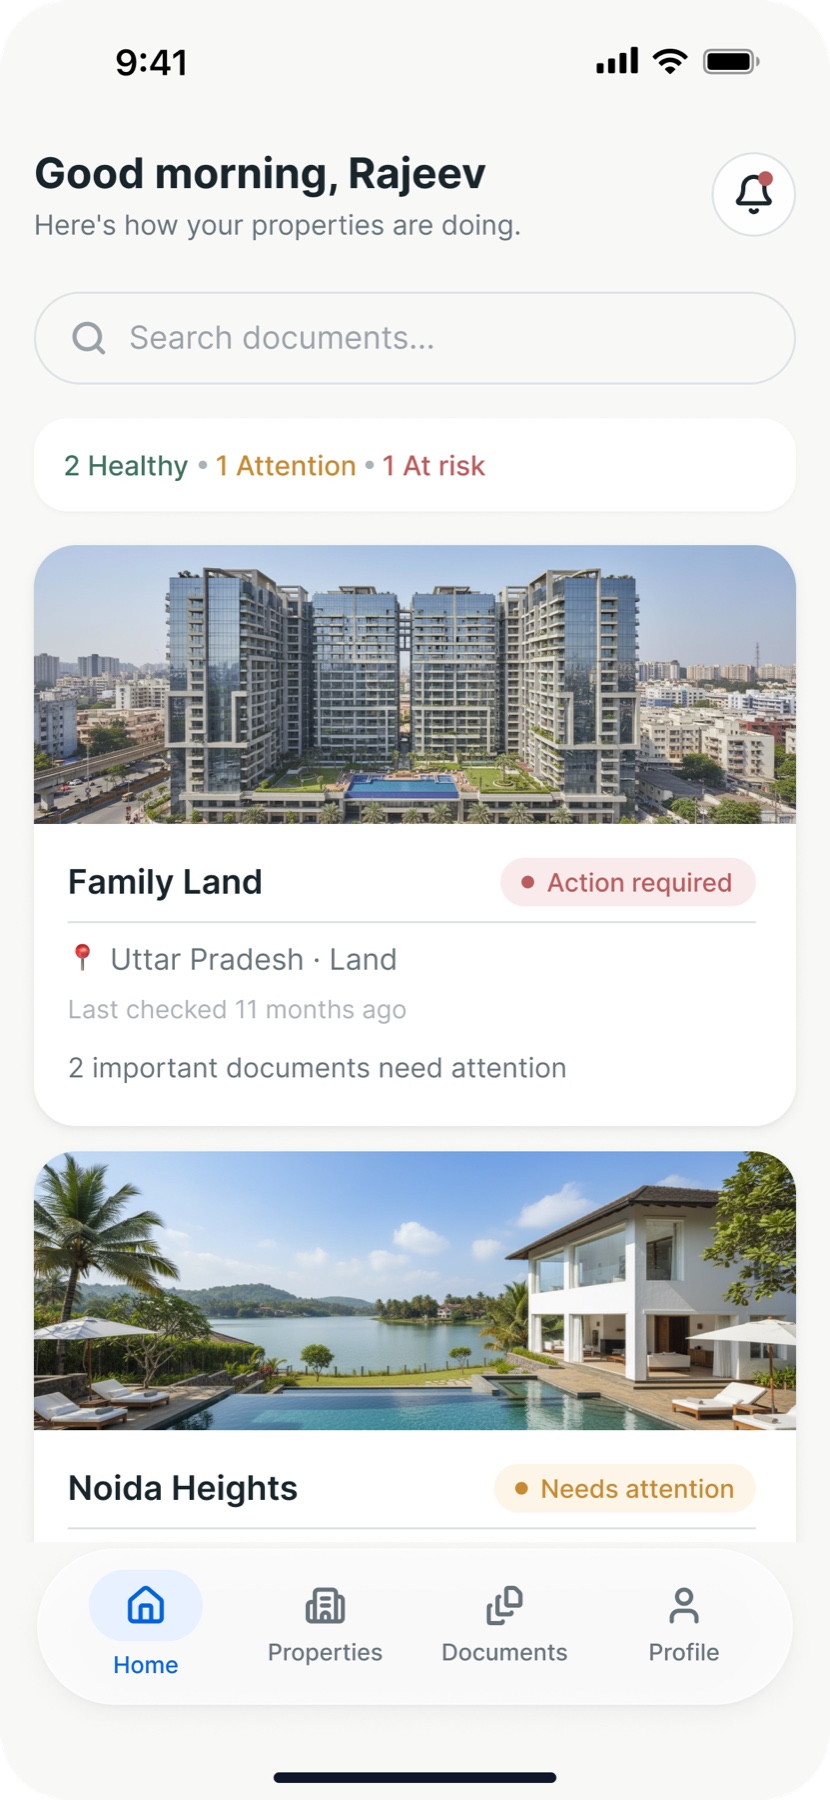 9:41
Good morning, Rajeev
Here's how your properties are doing.
Search documents...
2 Healthy • 1 Attention • 1 At risk
Family Land
Action required
Uttar Pradesh · Land
Last checked 11 months ago
2 important documents need attention
Noida Heights
Needs attention
Home
Properties
Documents
Profile